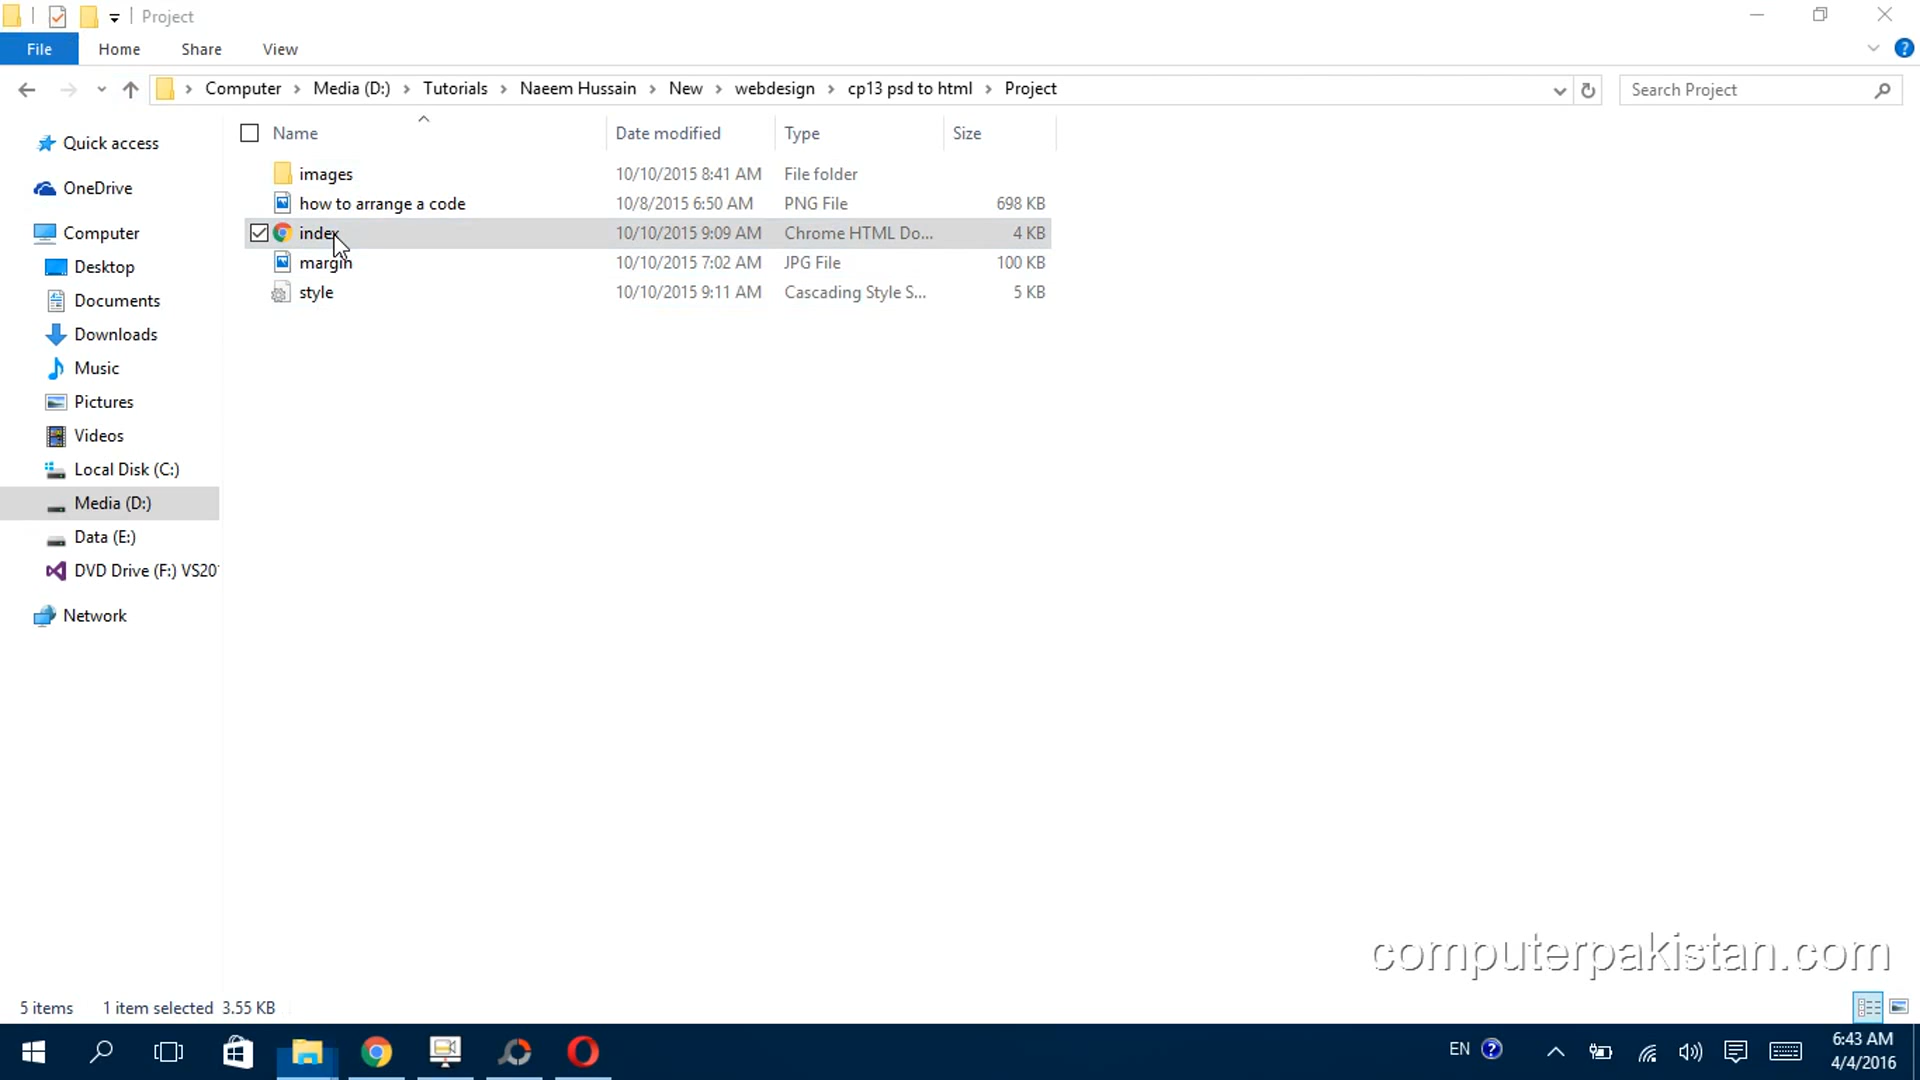 Project
File Home Share View
Computer Media (D:) Tutorials Naeem Hussain New webdesign cp13 psd to html Project
Search Project
Name Date modified Type Size
images 10/10/2015 8:41 AM File folder
how to arrange a code 10/8/2015 6:50 AM PNG File 698 KB
index 10/10/2015 9:09 AM Chrome HTML Do... 4 KB
margin 10/10/2015 7:02 AM JPG File 100 KB
style 10/10/2015 9:11 AM Cascading Style S... 5 KB
Quick access
OneDrive
Computer
Desktop
Documents
Downloads
Music
Pictures
Videos
Local Disk (C:)
Media (D:)
Data (E:)
DVD Drive (F:) VS20
Network
computerpakistan.com
5 items 1 item selected 3.55 KB
EN
6:43 AM
4/4/2016